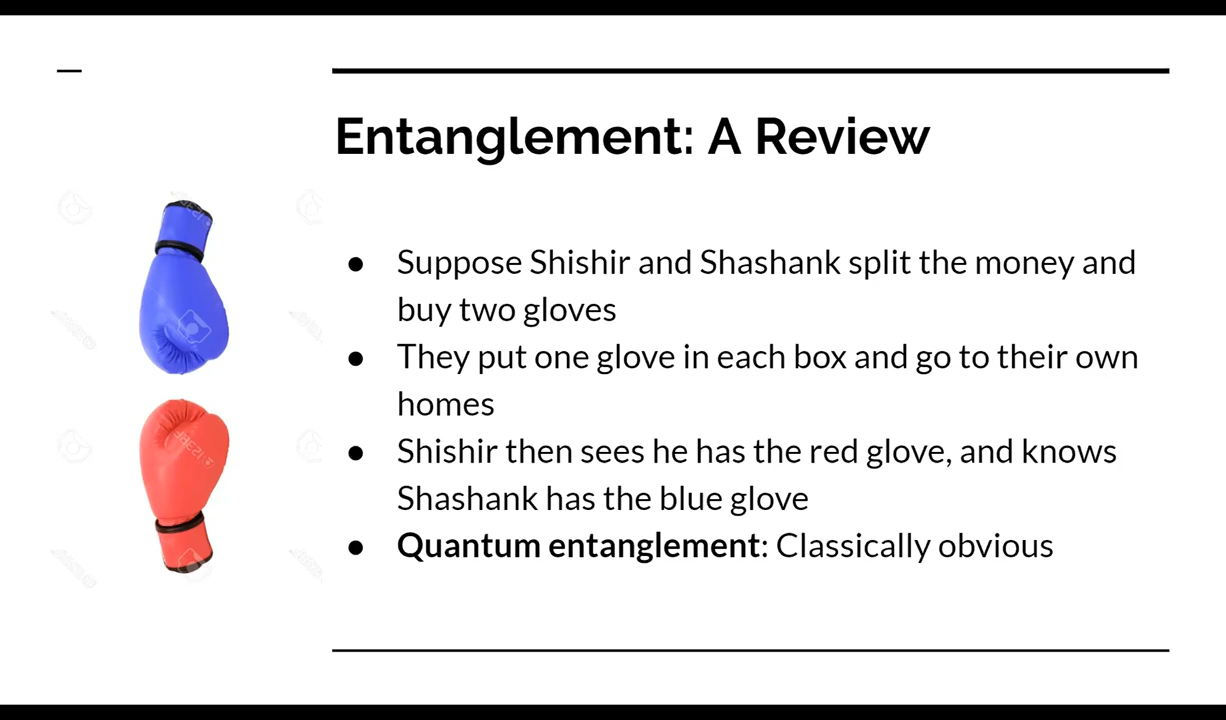 Entanglement: A Review
● Suppose Shishir and Shashank split the money and
buy two gloves
● They put one glove in each box and go to their own
homes
● Shishir then sees he has the red glove, and knows
Shashank has the blue glove
● Quantum entanglement: Classically obvious